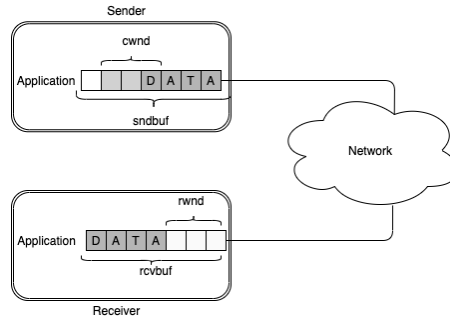 Sender
cwnd
Application D A T A
sndbuf
Network
rwnd
Application D A T A
rcvbuf
Receiver